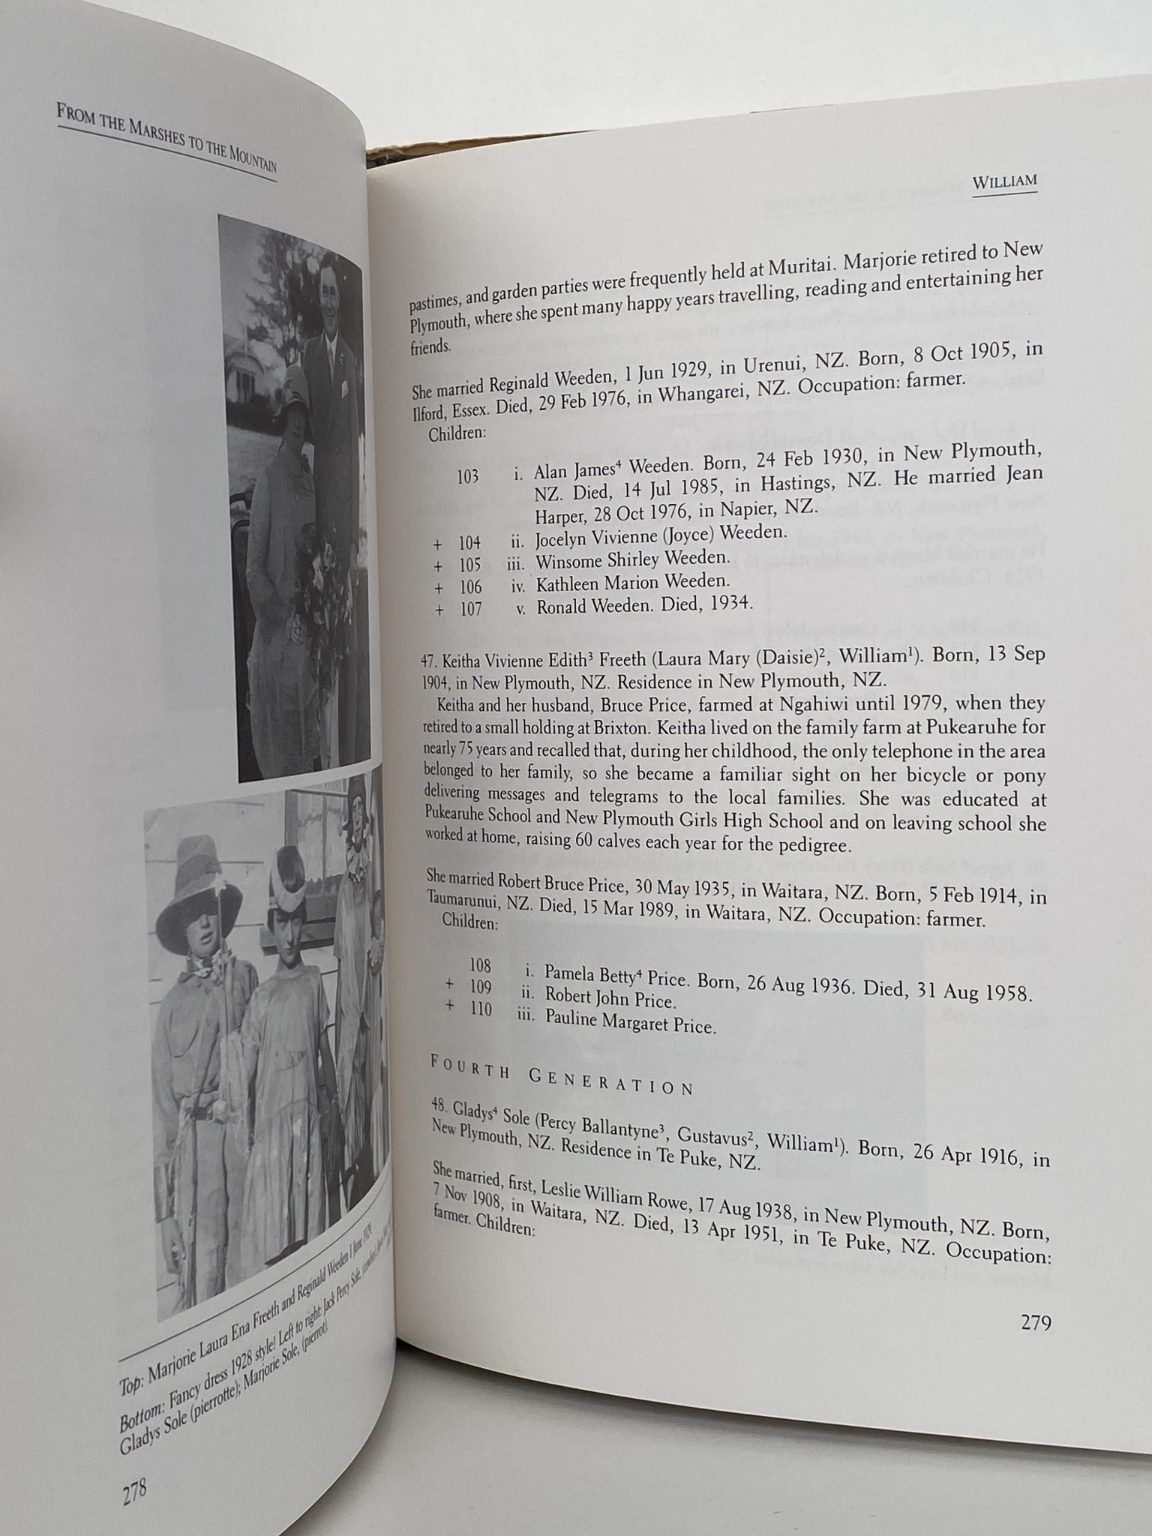 FROM THE MARSHES TO THE MOUNTAIN
Top: Marjorie Laura Ena Freeth and Reginald Weeden 1 June 1929.
Bottom: Fancy dress 1928 style! Left to right: Jack Percy Sole, (cowboy);
Gladys Sole (pierrotte); Marjorie Sole, (pierrot).
278
WILLIAM
pastimes, and garden parties were frequently held at Muritai. Marjorie retired to New
Plymouth, where she spent many happy years travelling, reading and entertaining her
friends.
She married Reginald Weeden, 1 Jun 1929, in Urenui, NZ. Born, 8 Oct 1905, in
Ilford, Essex. Died, 29 Feb 1976, in Whangarei, NZ. Occupation: farmer.
Children:
103 i. Alan James⁴ Weeden. Born, 24 Feb 1930, in New Plymouth,
NZ. Died, 14 Jul 1985, in Hastings, NZ. He married Jean
Harper, 28 Oct 1976, in Napier, NZ.
+ 104 ii. Jocelyn Vivienne (Joyce) Weeden.
+ 105 iii. Winsome Shirley Weeden.
+ 106 iv. Kathleen Marion Weeden.
+ 107 v. Ronald Weeden. Died, 1934.
47. Keitha Vivienne Edith³ Freeth (Laura Mary (Daisie)², William¹). Born, 13 Sep
1904, in New Plymouth, NZ. Residence in New Plymouth, NZ.
Keitha and her husband, Bruce Price, farmed at Ngahiwi until 1979, when they
retired to a small holding at Brixton. Keitha lived on the family farm at Pukearuhe for
nearly 75 years and recalled that, during her childhood, the only telephone in the area
belonged to her family, so she became a familiar sight on her bicycle or pony
delivering messages and telegrams to the local families. She was educated at
Pukearuhe School and New Plymouth Girls High School and on leaving school she
worked at home, raising 60 calves each year for the pedigree.
She married Robert Bruce Price, 30 May 1935, in Waitara, NZ. Born, 5 Feb 1914, in
Taumarunui, NZ. Died, 15 Mar 1989, in Waitara, NZ. Occupation: farmer.
Children:
108 i. Pamela Betty⁴ Price. Born, 26 Aug 1936. Died, 31 Aug 1958.
+ 109 ii. Robert John Price.
+ 110 iii. Pauline Margaret Price.
FOURTH GENERATION
48. Gladys⁴ Sole (Percy Ballantyne³, Gustavus², William¹). Born, 26 Apr 1916, in
New Plymouth, NZ. Residence in Te Puke, NZ.
She married, first, Leslie William Rowe, 17 Aug 1938, in New Plymouth, NZ. Born,
7 Nov 1908, in Waitara, NZ. Died, 13 Apr 1951, in Te Puke, NZ. Occupation:
farmer. Children:
279